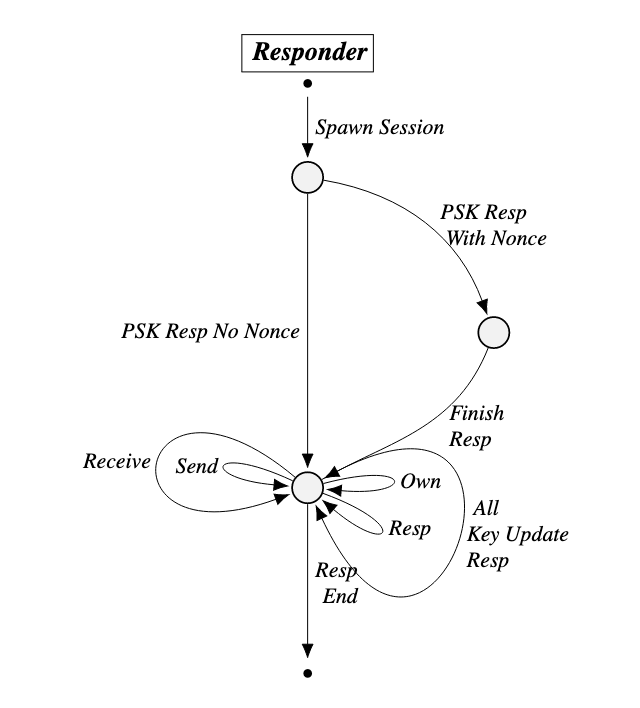 Responder
Spawn Session
PSK Resp
With Nonce
PSK Resp No Nonce
Finish
Resp
Receive
Send
Own
Resp
All
Key Update
Resp
Resp
End